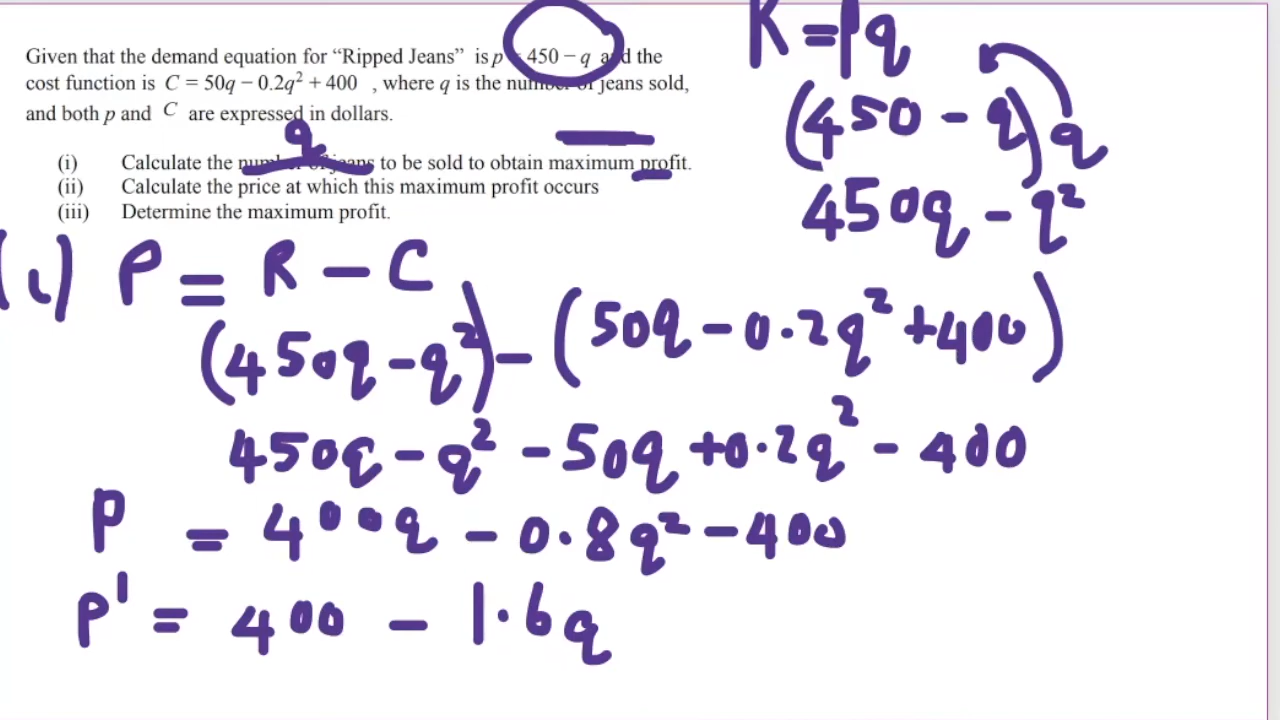 Given that the demand equation for “Ripped Jeans” is p 450 − q and the
cost function is C = 50q − 0.2q² + 400 , where q is the number of jeans sold,
and both p and C are expressed in dollars.
q
(i) Calculate the number of jeans to be sold to obtain maximum profit.
(ii) Calculate the price at which this maximum profit occurs
(iii) Determine the maximum profit.
R = pq
(450 − q) q
450q − q²
(i) P = R − C
(450q − q²) − (50q − 0.2q² + 400)
450q − q² − 50q + 0.2q² − 400
P = 400q − 0.8q² − 400
P' = 400 − 1.6q